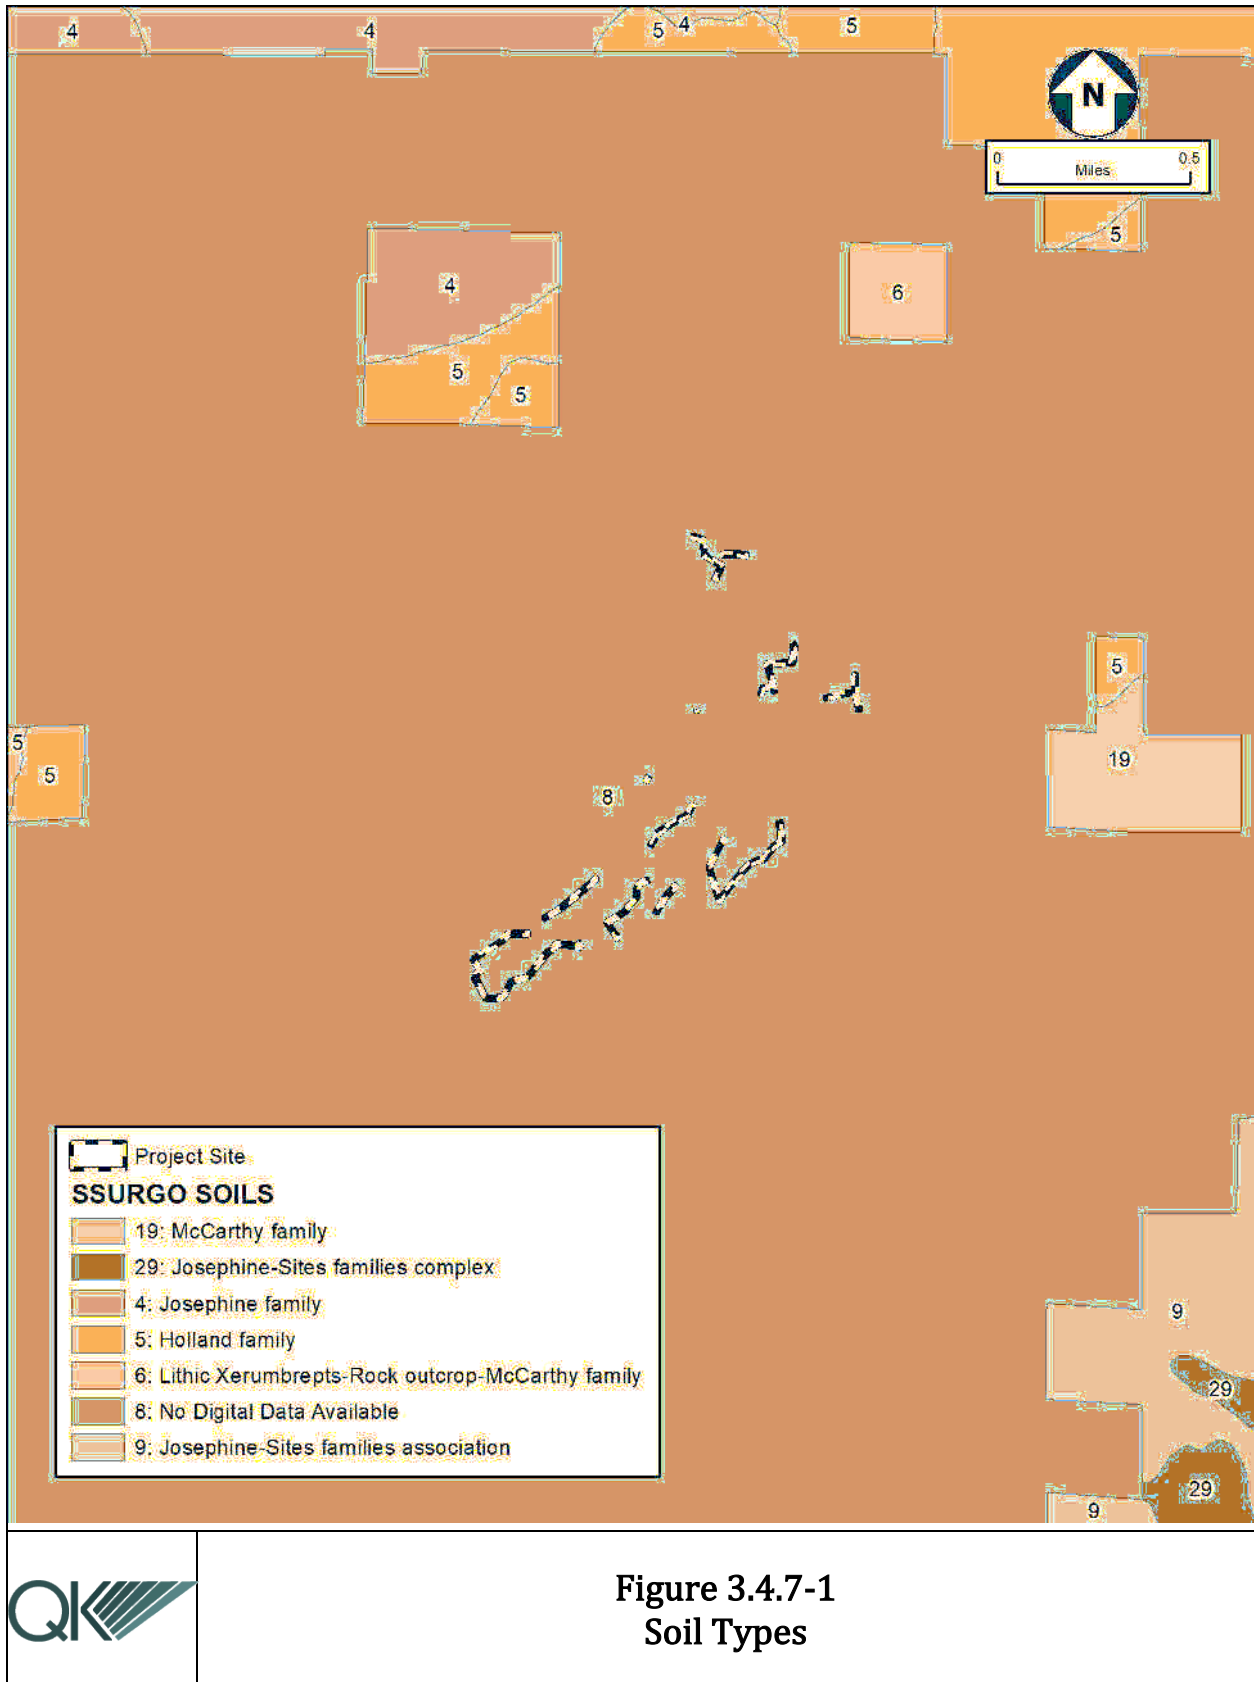 4
4
5
4
5
N
0
0.5
Miles
5
4
6
5
5
5
5
5
19
8
9
29
29
9
Project Site
SSURGO SOILS
19: McCarthy family
29: Josephine-Sites families complex
4: Josephine family
5: Holland family
6: Lithic Xerumbrepts-Rock outcrop-McCarthy family
8: No Digital Data Available
9: Josephine-Sites families association
QK
Figure 3.4.7-1
Soil Types